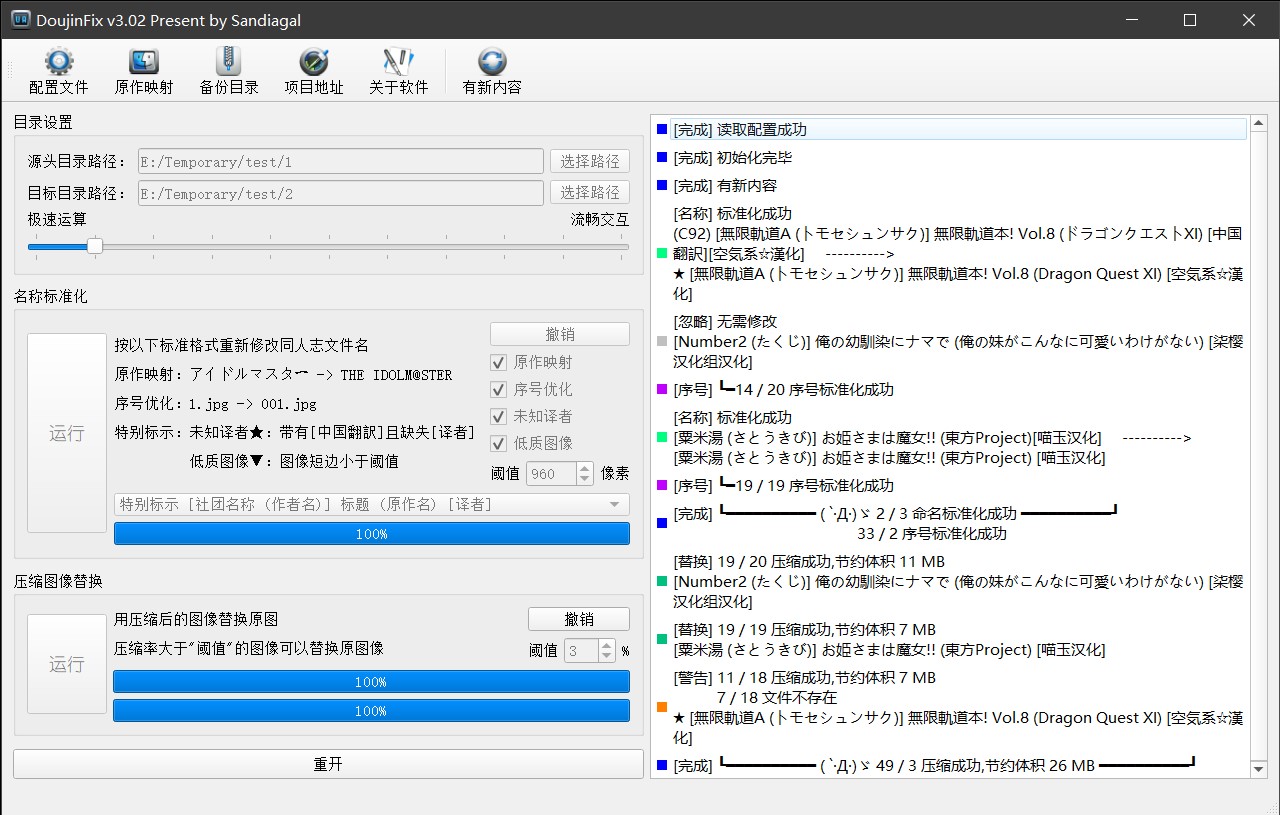 DoujinFix v3.02 Present by Sandiagal
配置文件 原作映射 备份目录 项目地址 关于软件 有新内容
目录设置
源头目录路径： E:/Temporary/test/1 选择路径
目标目录路径： E:/Temporary/test/2 选择路径
极速运算 流畅交互
名称标准化
运行
按以下标准格式重新修改同人志文件名
原作映射：アイドルマスター -> THE IDOLM@STER
序号优化：1.jpg -> 001.jpg
特别标示：未知译者★：带有[中国翻訳]且缺失[译者]
低质图像▼：图像短边小于阈值
撤销
原作映射
序号优化
未知译者
低质图像
阈值 960 像素
特别标示 [社团名称 (作者名)] 标题 (原作名) [译者]
100%
压缩图像替换
运行
用压缩后的图像替换原图
压缩率大于"阈值"的图像可以替换原图像
撤销
阈值 3 %
100%
100%
重开
[完成] 读取配置成功
[完成] 初始化完毕
[完成] 有新内容
[名称] 标准化成功
(C92) [無限軌道A (トモセシュンサク)] 無限軌道本! Vol.8 (ドラゴンクエストXI) [中国
翻訳][空気系☆漢化] ---------->
★ [無限軌道A (トモセシュンサク)] 無限軌道本! Vol.8 (Dragon Quest XI) [空気系☆漢
化]
[忽略] 无需修改
[Number2 (たくじ)] 俺の幼馴染にナマで (俺の妹がこんなに可愛いわけがない) [柒樱
汉化组汉化]
[序号] ┗━14 / 20 序号标准化成功
[名称] 标准化成功
[粟米湯 (さとうきび)] お姫さまは魔女!! (東方Project)[喵玉汉化] ---------->
[粟米湯 (さとうきび)] お姫さまは魔女!! (東方Project) [喵玉汉化]
[序号] ┗━19 / 19 序号标准化成功
[完成] ┗━━━━━━━━ ( `·Д·)ゞ 2 / 3 命名标准化成功 ━━━━━━━━┛
33 / 2 序号标准化成功
[替换] 19 / 20 压缩成功,节约体积 11 MB
[Number2 (たくじ)] 俺の幼馴染にナマで (俺の妹がこんなに可愛いわけがない) [柒樱
汉化组汉化]
[替换] 19 / 19 压缩成功,节约体积 7 MB
[粟米湯 (さとうきび)] お姫さまは魔女!! (東方Project) [喵玉汉化]
[警告] 11 / 18 压缩成功,节约体积 7 MB
7 / 18 文件不存在
★ [無限軌道A (トモセシュンサク)] 無限軌道本! Vol.8 (Dragon Quest XI) [空気系☆漢
化]
[完成] ┗━━━━━━━━ ( `·Д·)ゞ 49 / 3 压缩成功,节约体积 26 MB ━━━━━━━━┛